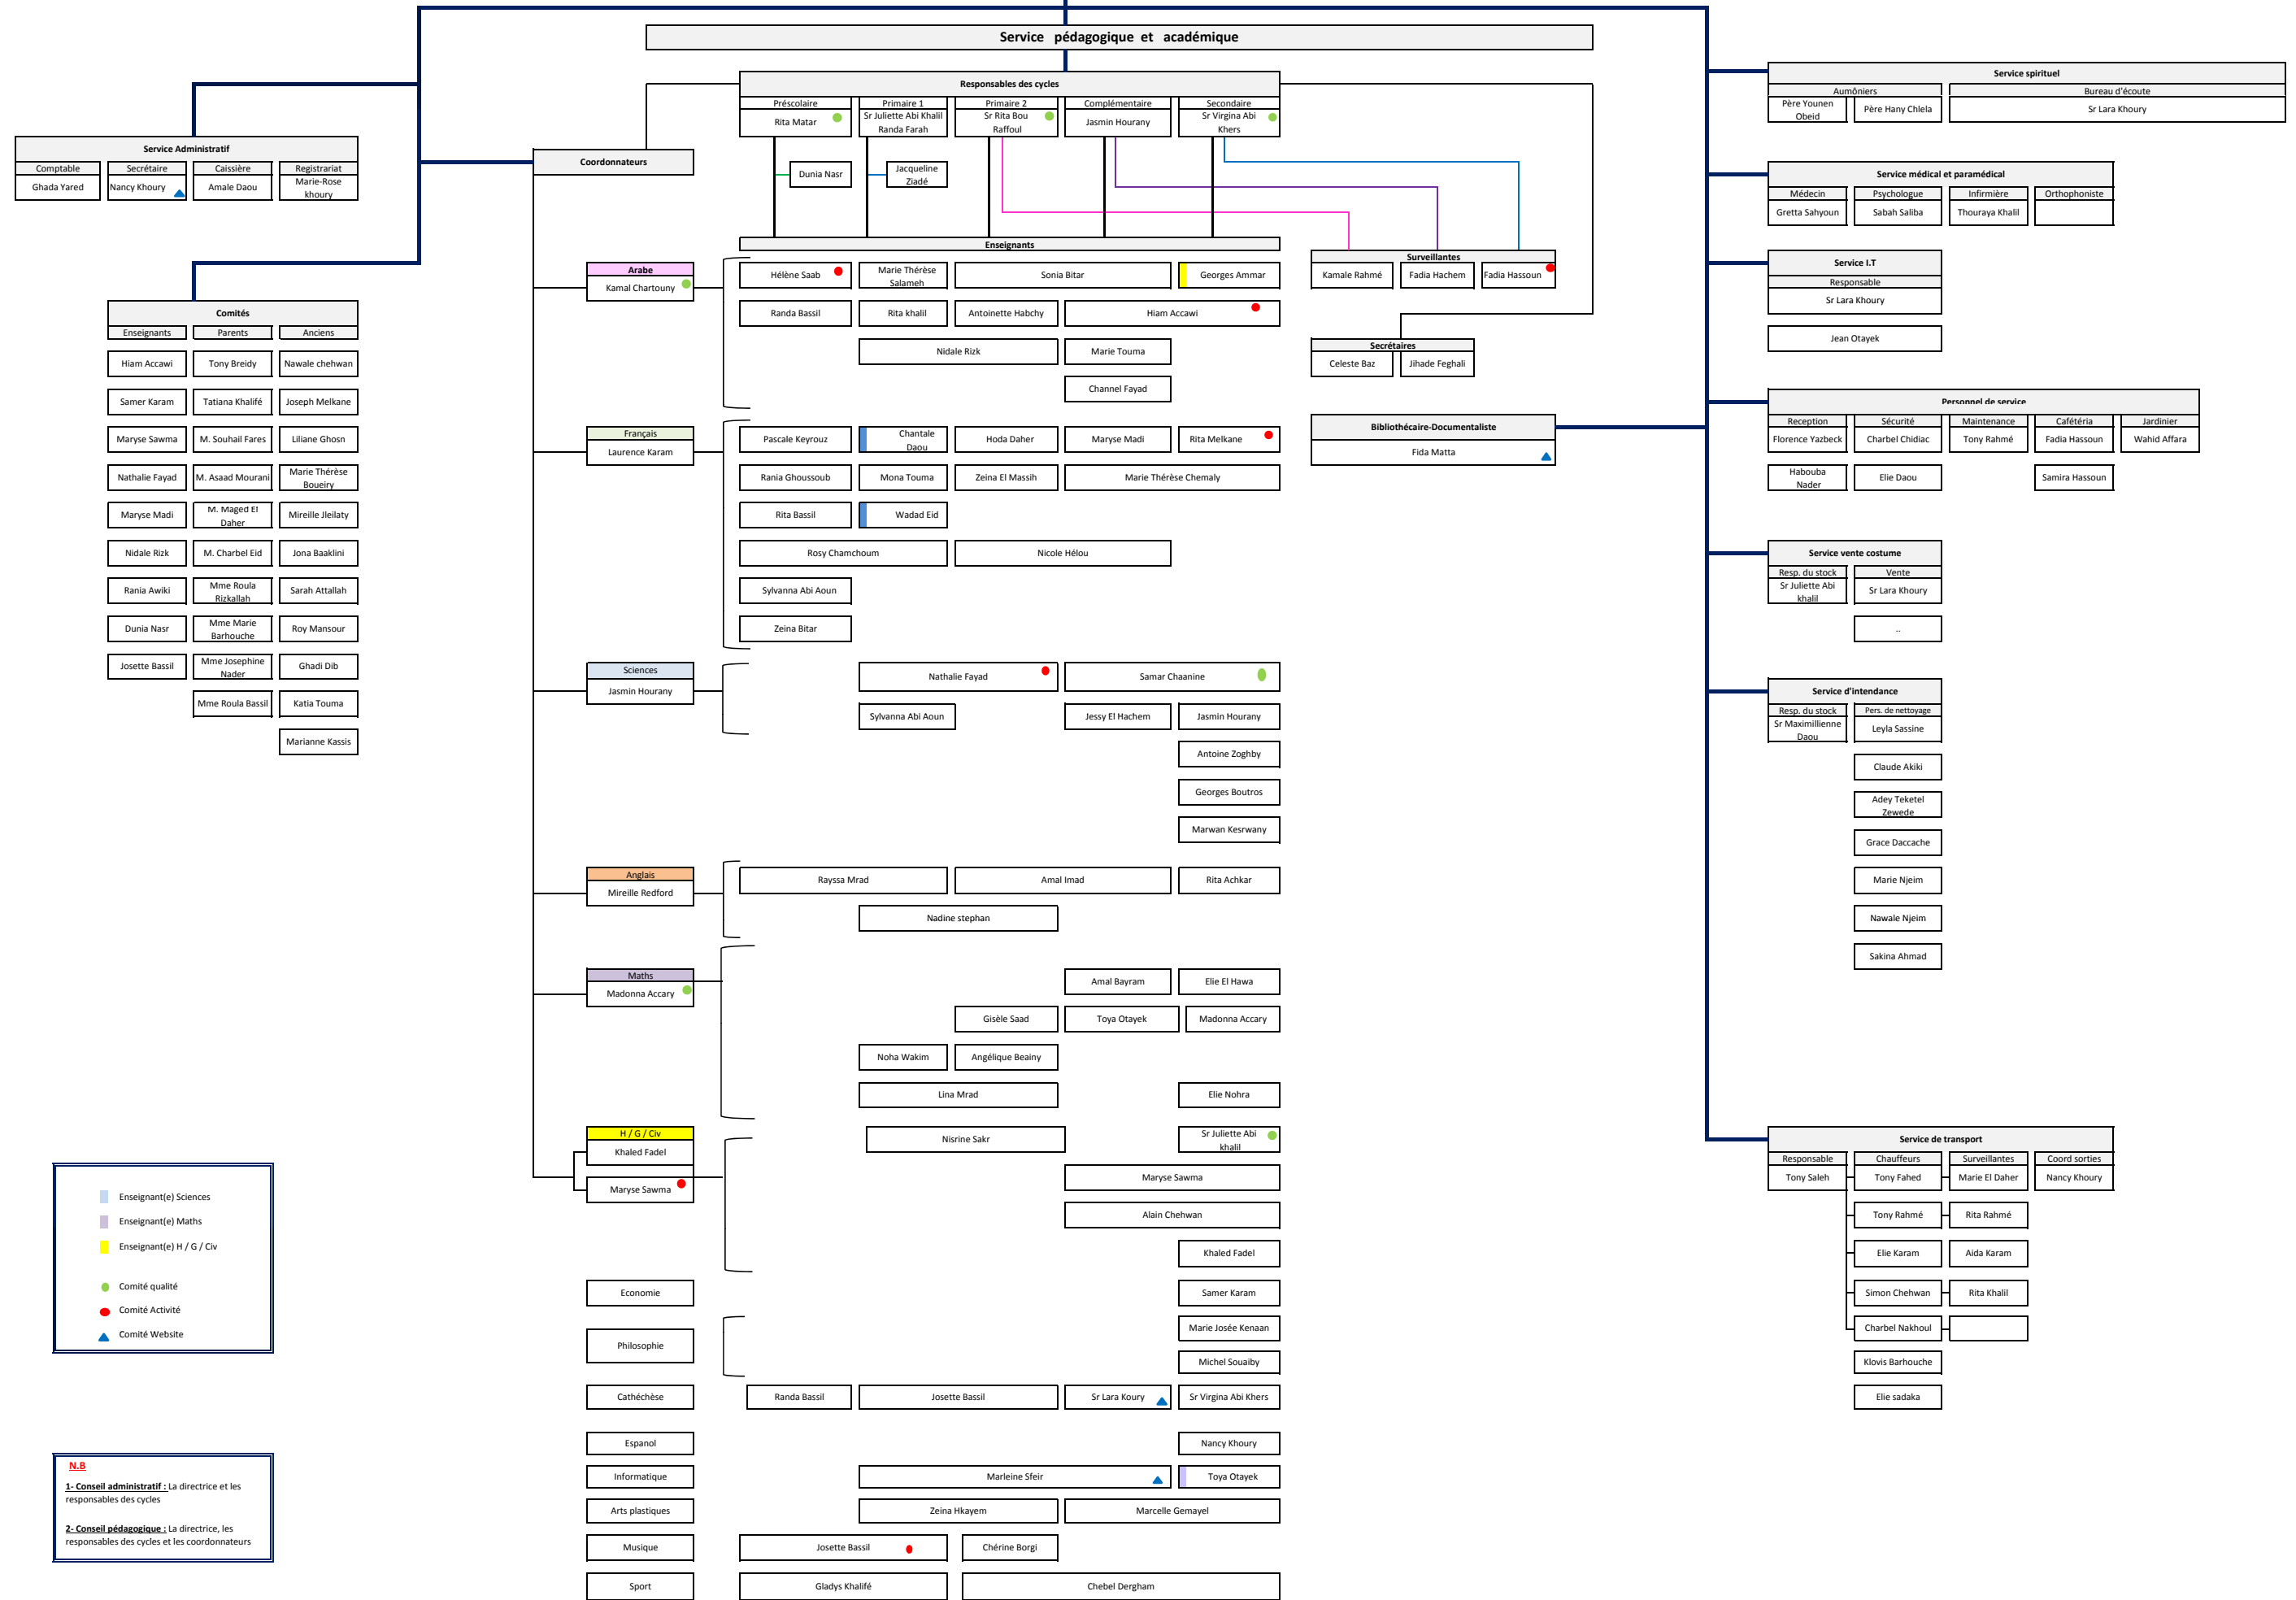 Service pédagogique et académique
Responsables des cycles
Préscolaire
Rita Matar
Primaire 1
Sr Juliette Abi Khalil
Randa Farah
Primaire 2
Sr Rita Bou
Raffoul
Complémentaire
Jasmin Hourany
Secondaire
Sr Virgina Abi
Khers
Dunia Nasr
Jacqueline
Ziadé
Service Administratif
Comptable
Ghada Yared
Secrétaire
Nancy Khoury
Caissière
Amale Daou
Registrariat
Marie-Rose
khoury
Comités
Enseignants
Parents
Anciens
Hiam Accawi
Tony Breidy
Nawale chehwan
Samer Karam
Tatiana Khalifé
Joseph Melkane
Maryse Sawma
M. Souhail Fares
Liliane Ghosn
Nathalie Fayad
M. Asaad Mourani
Marie Thérèse
Boueiry
Maryse Madi
M. Maged El
Daher
Mireille Jleilaty
Nidale Rizk
M. Charbel Eid
Jona Baaklini
Rania Awiki
Mme Roula
Rizkallah
Sarah Attallah
Dunia Nasr
Mme Marie
Barhouche
Roy Mansour
Josette Bassil
Mme Josephine
Nader
Ghadi Dib
Mme Roula Bassil
Katia Touma
Marianne Kassis
Enseignant(e) Sciences
Enseignant(e) Maths
Enseignant(e) H / G / Civ
Comité qualité
Comité Activité
Comité Website
N.B
1- Conseil administratif : La directrice et les
responsables des cycles
2- Conseil pédagogique : La directrice, les
responsables des cycles et les coordonnateurs
Coordonnateurs
Enseignants
Arabe
Kamal Chartouny
Hélène Saab
Marie Thérèse
Salameh
Sonia Bitar
Georges Ammar
Randa Bassil
Rita khalil
Antoinette Habchy
Hiam Accawi
Nidale Rizk
Marie Touma
Channel Fayad
Français
Laurence Karam
Pascale Keyrouz
Chantale
Daou
Hoda Daher
Maryse Madi
Rita Melkane
Rania Ghoussoub
Mona Touma
Zeina El Massih
Marie Thérèse Chemaly
Rita Bassil
Wadad Eid
Rosy Chamchoum
Nicole Hélou
Sylvanna Abi Aoun
Zeina Bitar
Sciences
Jasmin Hourany
Nathalie Fayad
Samar Chaanine
Sylvanna Abi Aoun
Jessy El Hachem
Jasmin Hourany
Antoine Zoghby
Georges Boutros
Marwan Kesrwany
Anglais
Mireille Redford
Rayssa Mrad
Amal Imad
Rita Achkar
Nadine stephan
Maths
Madonna Accary
Amal Bayram
Elie El Hawa
Gisèle Saad
Toya Otayek
Madonna Accary
Noha Wakim
Angélique Beainy
Lina Mrad
Elie Nohra
H / G / Civ
Khaled Fadel
Maryse Sawma
Nisrine Sakr
Sr Juliette Abi
khalil
Maryse Sawma
Alain Chehwan
Khaled Fadel
Economie
Samer Karam
Philosophie
Marie Josée Kenaan
Michel Souaiby
Cathéchèse
Randa Bassil
Josette Bassil
Sr Lara Koury
Sr Virgina Abi Khers
Espanol
Nancy Khoury
Informatique
Marleine Sfeir
Toya Otayek
Arts plastiques
Zeina Hkayem
Marcelle Gemayel
Musique
Josette Bassil
Chérine Borgi
Sport
Gladys Khalifé
Chebel Dergham
Surveillantes
Kamale Rahmé
Fadia Hachem
Fadia Hassoun
Secrétaires
Celeste Baz
Jihade Feghali
Bibliothécaire-Documentaliste
Fida Matta
Service spirituel
Aumôniers
Bureau d'écoute
Père Younen
Obeid
Père Hany Chlela
Sr Lara Khoury
Service médical et paramédical
Médecin
Psychologue
Infirmière
Orthophoniste
Gretta Sahyoun
Sabah Saliba
Thouraya Khalil
Service I.T
Responsable
Sr Lara Khoury
Jean Otayek
Personnel de service
Reception
Sécurité
Maintenance
Cafétéria
Jardinier
Florence Yazbeck
Charbel Chidiac
Tony Rahmé
Fadia Hassoun
Wahid Affara
Habouba
Nader
Elie Daou
Samira Hassoun
Service vente costume
Resp. du stock
Vente
Sr Juliette Abi
khalil
Sr Lara Khoury
..
Service d'intendance
Resp. du stock
Pers. de nettoyage
Sr Maximillienne
Daou
Leyla Sassine
Claude Akiki
Adey Teketel
Zewede
Grace Daccache
Marie Njeim
Nawale Njeim
Sakina Ahmad
Service de transport
Responsable
Chauffeurs
Surveillantes
Coord sorties
Tony Saleh
Tony Fahed
Marie El Daher
Nancy Khoury
Tony Rahmé
Rita Rahmé
Elie Karam
Aida Karam
Simon Chehwan
Rita Khalil
Charbel Nakhoul
Klovis Barhouche
Elie sadaka